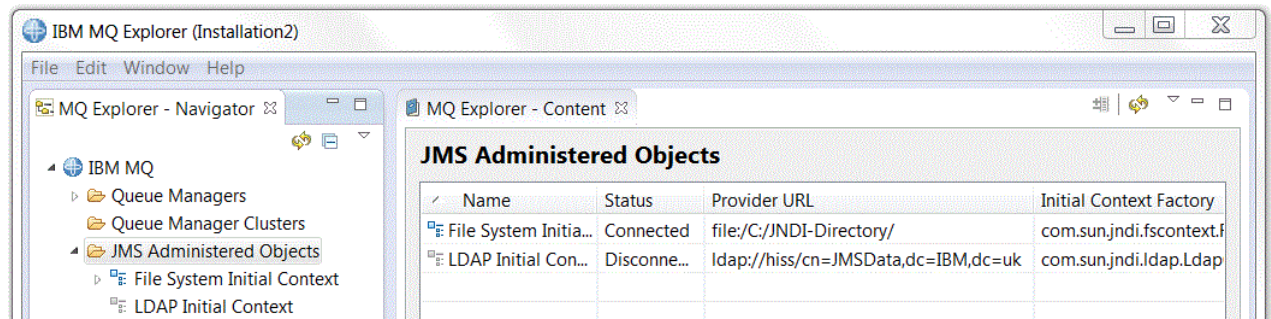 IBM MQ Explorer (Installation2)
File Edit Window Help
MQ Explorer - Navigator
MQ Explorer - Content
IBM MQ
Queue Managers
Queue Manager Clusters
JMS Administered Objects
File System Initial Context
LDAP Initial Context
JMS Administered Objects
Name Status Provider URL Initial Context Factory
File System Initia... Connected file:/C:/JNDI-Directory/ com.sun.jndi.fscontext.F
LDAP Initial Con... Disconne... ldap://hiss/cn=JMSData,dc=IBM,dc=uk com.sun.jndi.ldap.Ldap